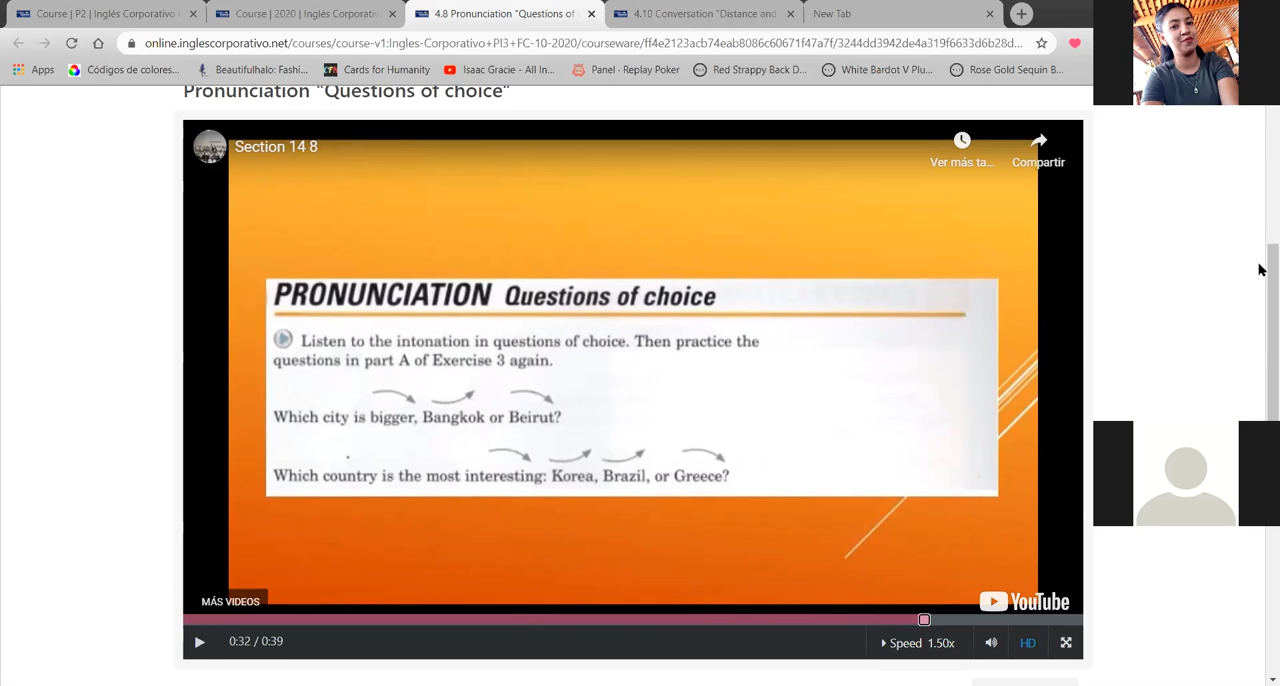 Course | P2 | Inglés Corporativo
Course | 2020 | Inglés Corporativ
4.8 Pronunciation "Questions of
4.10 Conversation "Distance and
New Tab
online.inglescorporativo.net/courses/course-v1:Ingles-Corporativo+PI3+FC-10-2020/courseware/ff4e2123acb74eab8086c60671f47a7f/3244dd3942de4a319f6633d6b28d...
Apps
Códigos de colores...
Beautifulhalo: Fashi...
Cards for Humanity
Isaac Gracie - All In...
Panel · Replay Poker
Red Strappy Back D...
White Bardot V Plu...
Rose Gold Sequin B...
Pronunciation "Questions of choice"
Section 14 8
Ver más ta...
Compartir
PRONUNCIATION Questions of choice
Listen to the intonation in questions of choice. Then practice the
questions in part A of Exercise 3 again.
Which city is bigger, Bangkok or Beirut?
Which country is the most interesting: Korea, Brazil, or Greece?
MÁS VIDEOS
YouTube
0:32 / 0:39
Speed 1.50x
HD